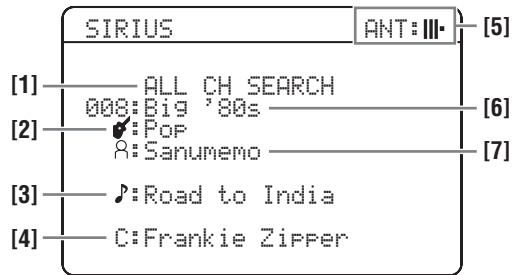 SIRIUS ANT:
[5]
[1] ALL CH SEARCH
008:Big '80s [6]
[2] :Pop
:Sanumemo [7]
[3] ♪:Road to India
[4] C:Frankie Zipper